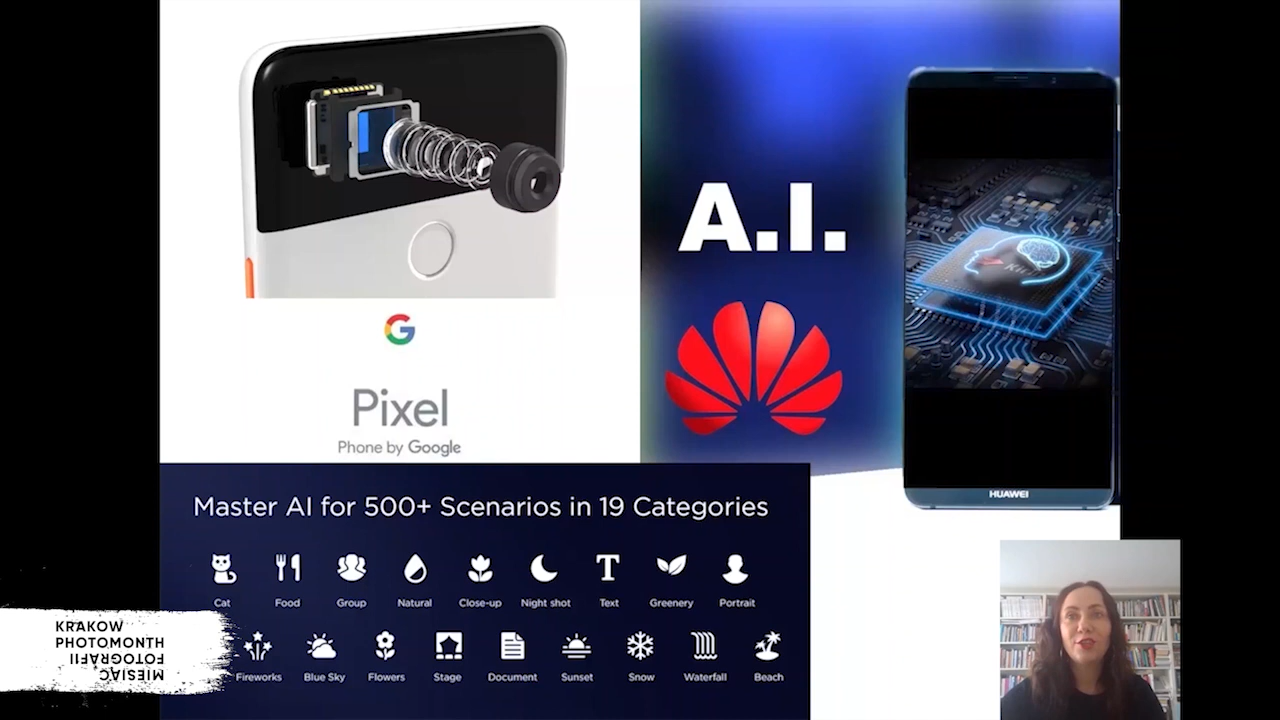 A.I.
G
Pixel
Phone by Google
HUAWEI
Master AI for 500+ Scenarios in 19 Categories
Cat Food Group Natural Close-up Night shot Text Greenery Portrait
T
Fireworks Blue Sky Flowers Stage Document Sunset Snow Waterfall Beach
KRAKOW
PHOTOMONTH
FOTOGRAFII
MIESIĄC